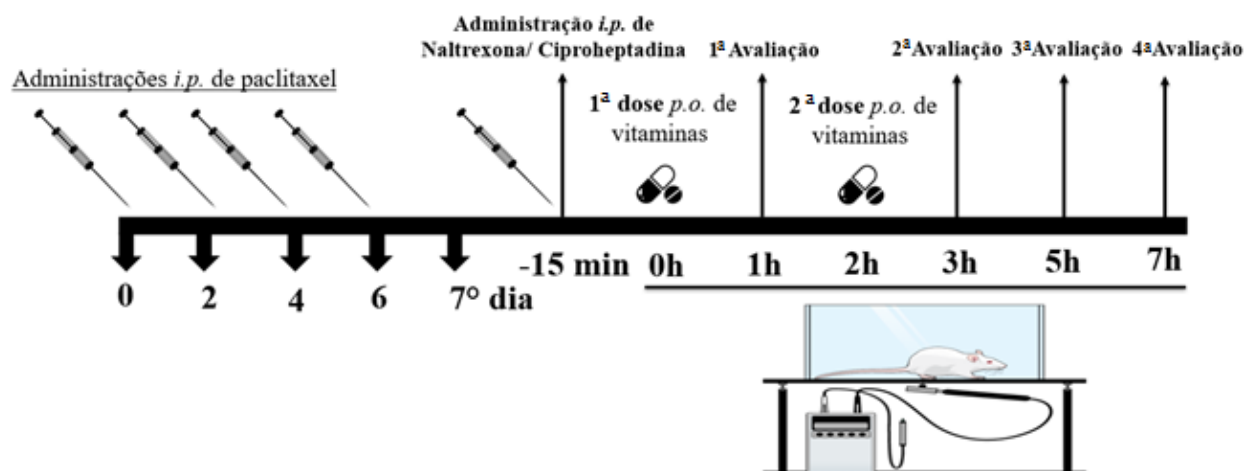 Administrações i.p. de paclitaxel
Administração i.p. de
Naltrexona/ Ciproheptadina
1ª Avaliação
2ªAvaliação
3ªAvaliação
4ªAvaliação
1ª dose p.o. de
vitaminas
2 ª dose p.o. de
vitaminas
0
2
4
6
7° dia
-15 min
0h
1h
2h
3h
5h
7h